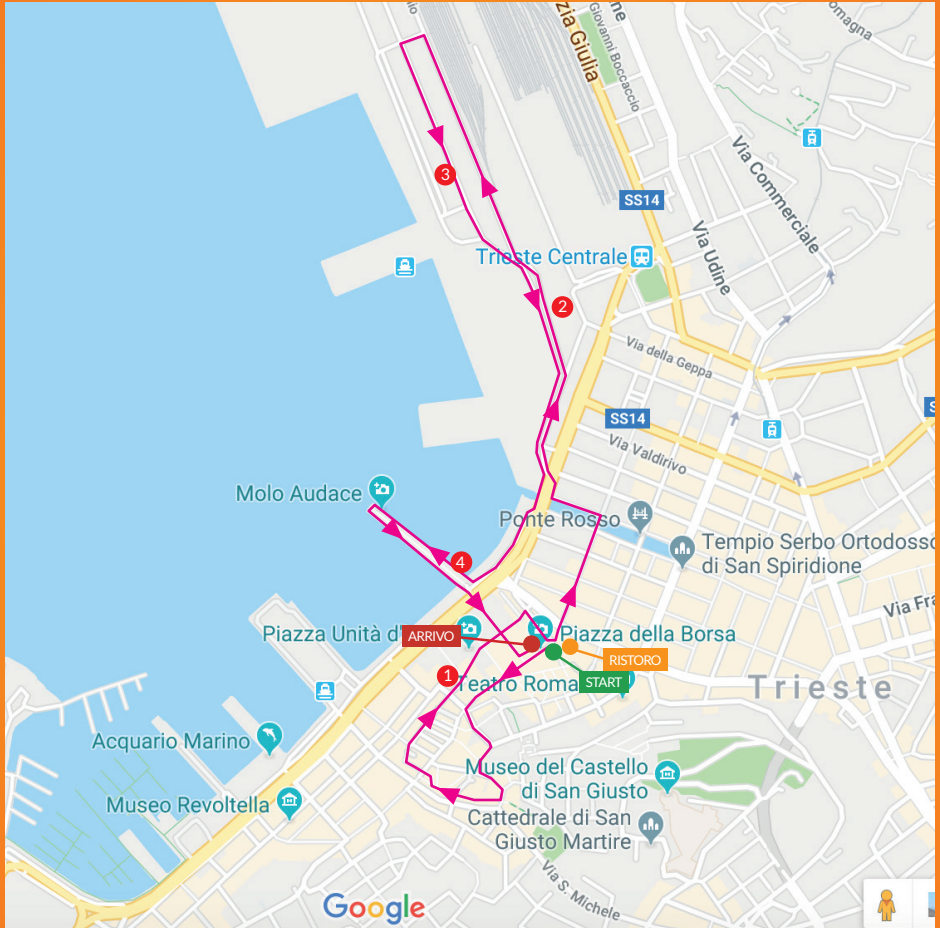 zia Giulia
Giovanni Boccaccio
omagna
ne
3
SS14
Via Commerciale
Via Udine
Trieste Centrale
2
Via della Geppa
SS14
S
Via Valdirivo
Molo Audace
Ponte Rosso
Tempio Serbo Ortodosso
di San Spiridione
4
Via Fra
Piazza Unità d'
ARRIVO
Piazza della Borsa
RISTORO
1
Teatro Roma
START
Trieste
Acquario Marino
Museo del Castello
di San Giusto
Museo Revoltella
Cattedrale di San
Giusto Martire
Via S. Michele
Google